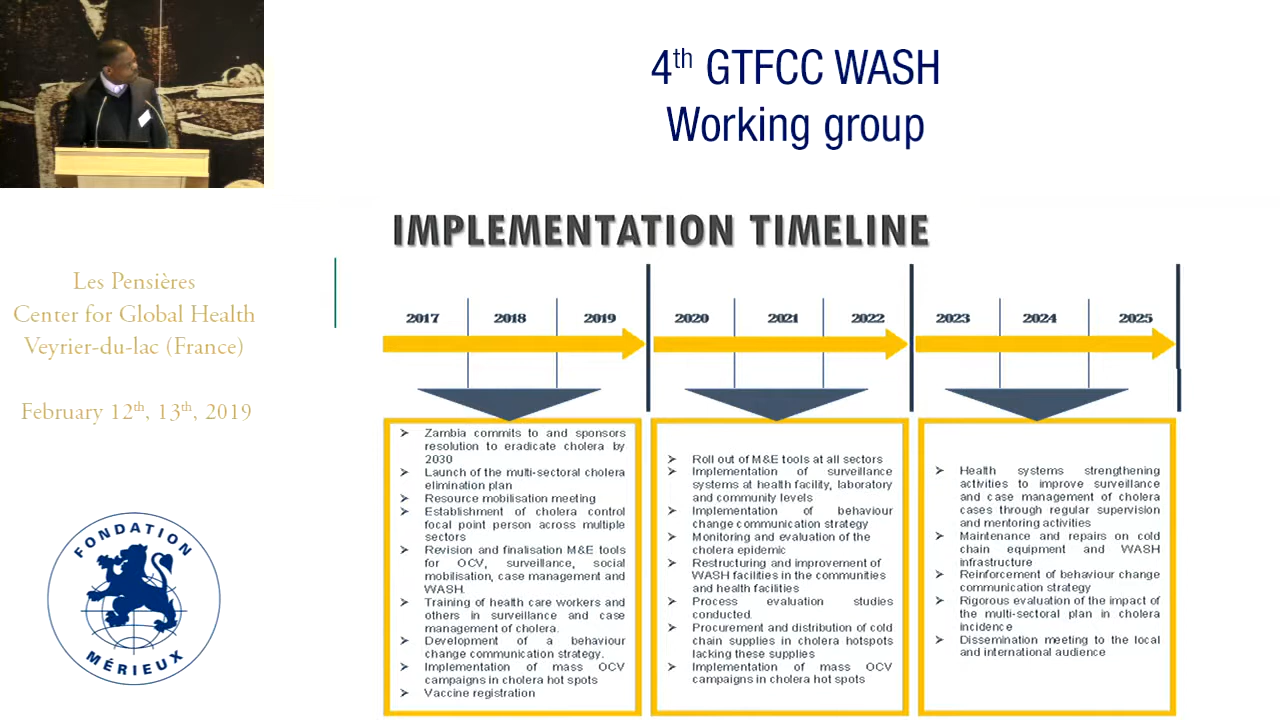 4th GTFCC WASH
Working group
IMPLEMENTATION TIMELINE
Les Pensières
Center for Global Health
Veyrier-du-lac (France)
February 12th, 13th, 2019
2017 2018 2019 2020 2021 2022 2023 2024 2025
➢ Zambia commits to and sponsors
resolution to eradicate cholera by
2030
➢ Launch of the multi-sectoral cholera
elimination plan
➢ Resource mobilisation meeting
➢ Establishment of cholera control
focal point person across multiple
sectors
➢ Revision and finalisation M&E tools
for OCV, surveillance, social
mobilisation, case management and
WASH.
➢ Training of health care workers and
others in surveillance and case
management of cholera.
➢ Development of a behaviour
change communication strategy.
➢ Implementation of mass OCV
campaigns in cholera hot spots
➢ Vaccine registration
➢ Roll out of M&E tools at all sectors
➢ Implementation of surveillance
systems at health facility, laboratory
and community levels
➢ Implementation of behaviour
change communication strategy
➢ Monitoring and evaluation of the
cholera epidemic
➢ Restructuring and improvement of
WASH facilities in the communities
and health facilities
➢ Process evaluation studies
conducted.
➢ Procurement and distribution of cold
chain supplies in cholera hotspots
lacking these supplies
➢ Implementation of mass OCV
campaigns in cholera hot spots
➢ Health systems strengthening
activities to improve surveillance
and case management of cholera
cases through regular supervision
and mentoring activities
➢ Maintenance and repairs on cold
chain equipment and WASH
infrastructure
➢ Reinforcement of behaviour change
communication strategy
➢ Rigorous evaluation of the impact of
the multi-sectoral plan in cholera
incidence
➢ Dissemination meeting to the local
and international audience
FONDATION
MÉRIEUX